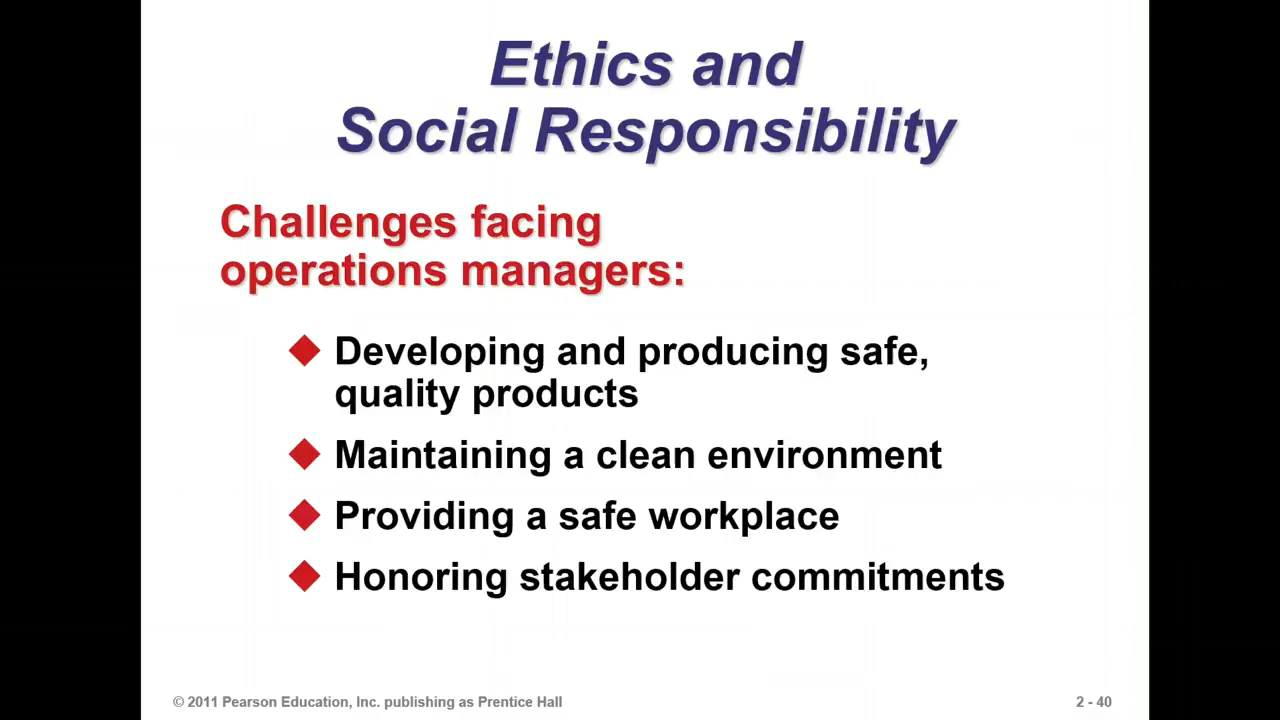 Ethics and
Social Responsibility
Challenges facing
operations managers:
Developing and producing safe,
quality products
Maintaining a clean environment
Providing a safe workplace
Honoring stakeholder commitments
© 2011 Pearson Education, Inc. publishing as Prentice Hall
2 - 40